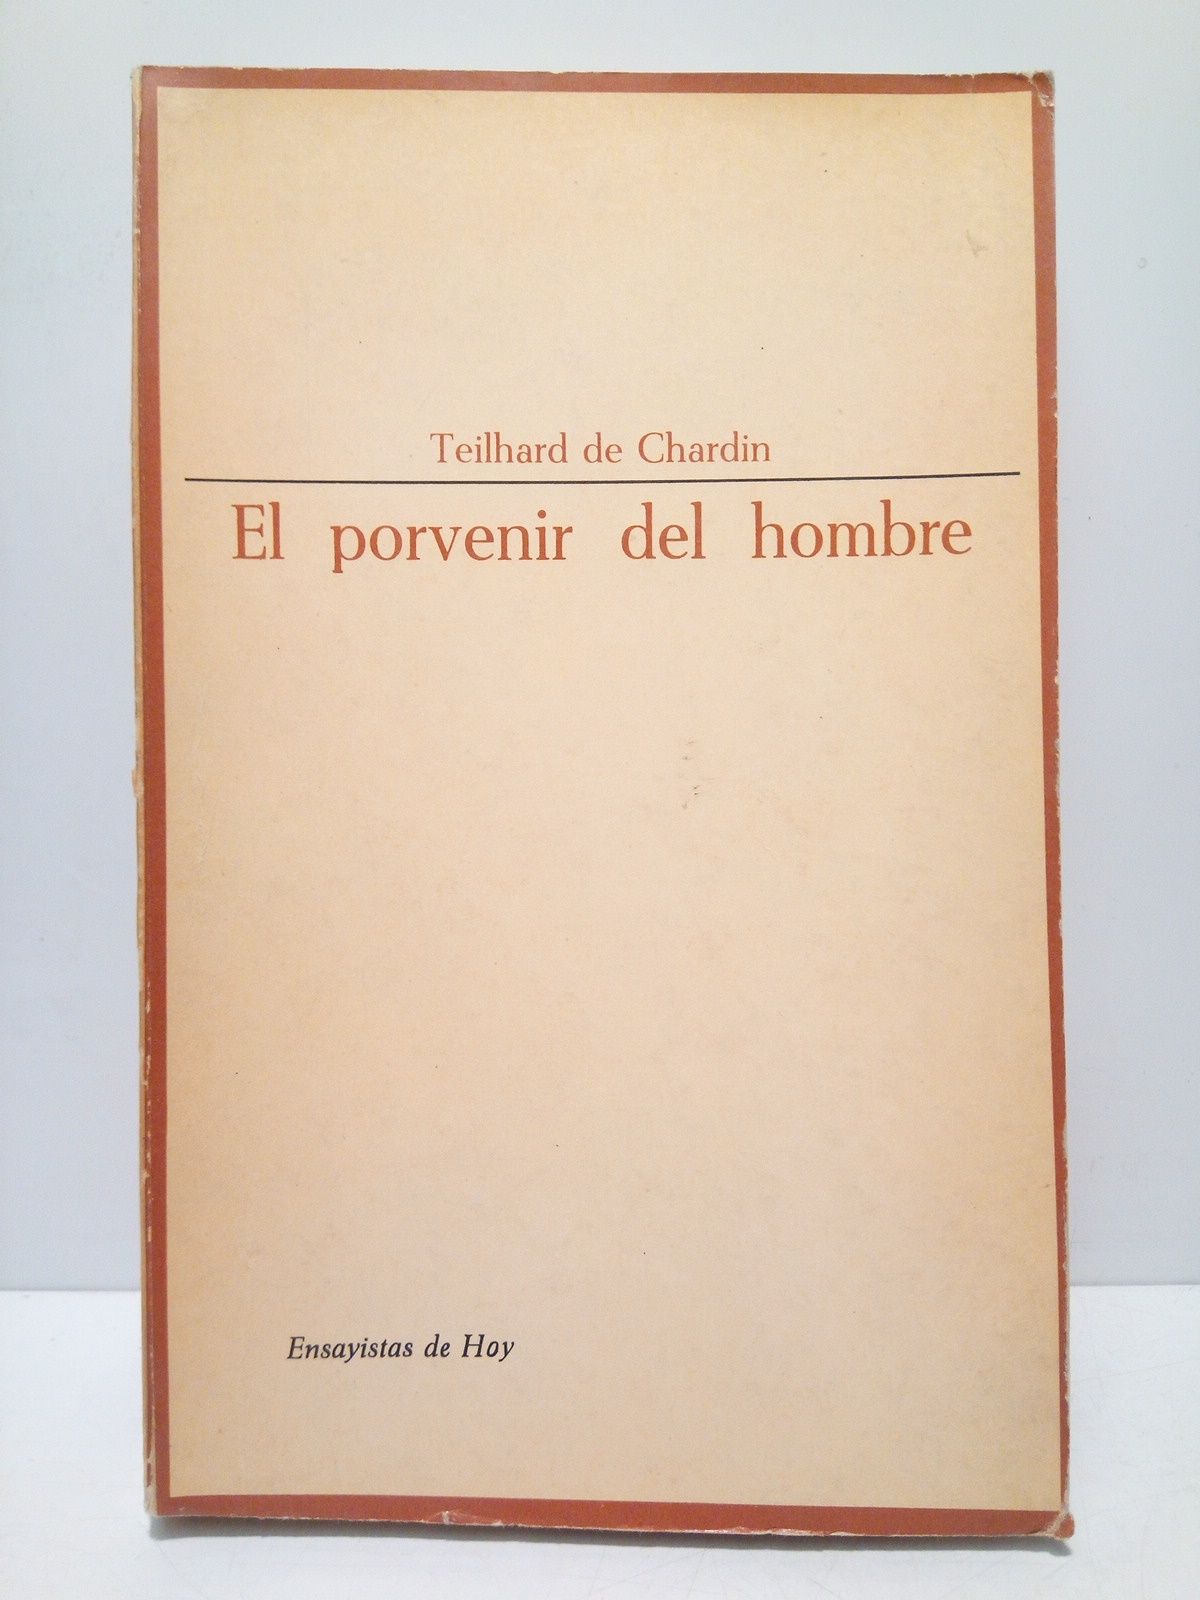 Teilhard de Chardin
El porvenir del hombre
Ensayistas de Hoy